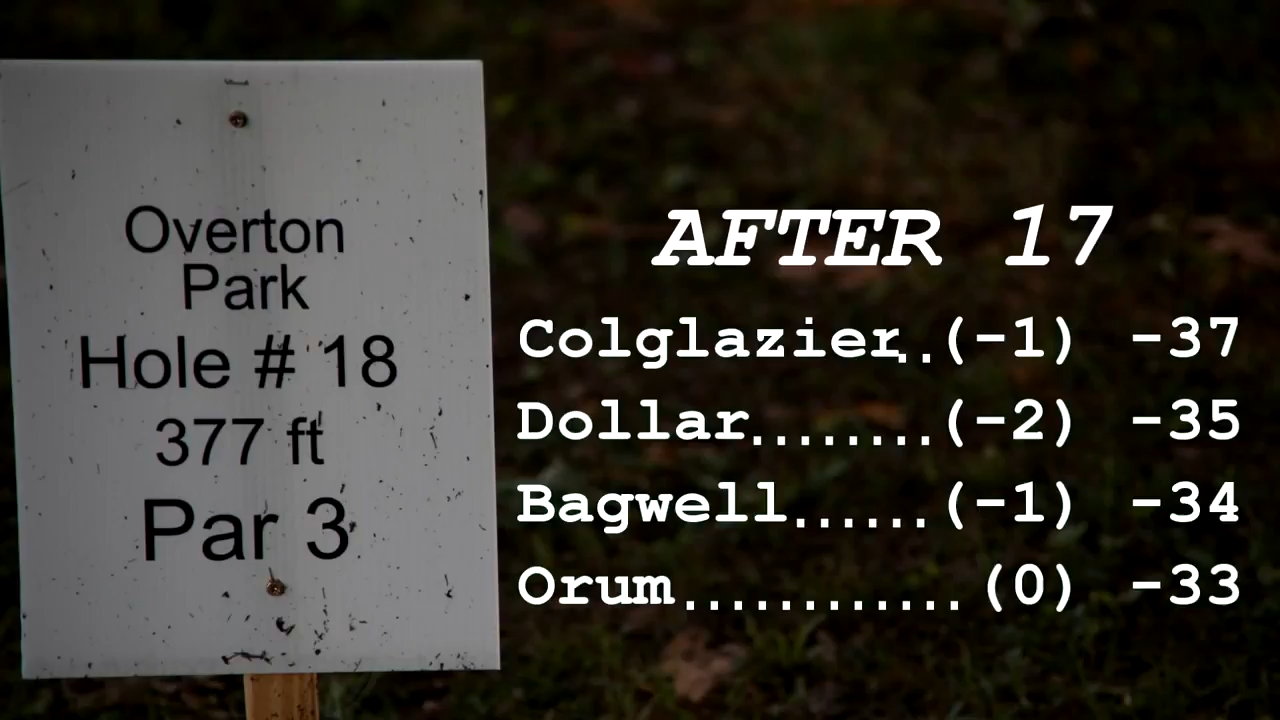 Overton
Park
Hole # 18
377 ft
Par 3
AFTER 17
Colglazier..(-1) -37
Dollar........(-2) -35
Bagwell......(-1) -34
Orum............(0) -33